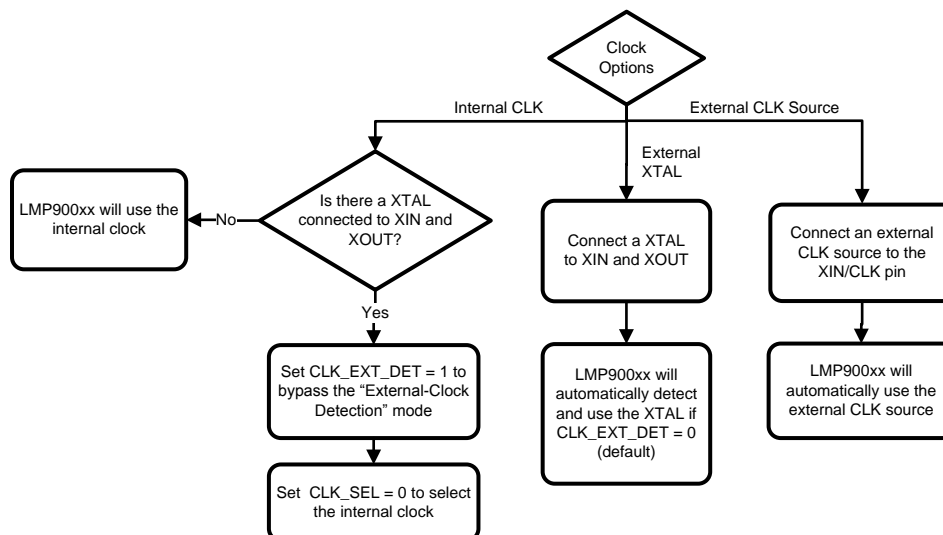 Clock
Options
Internal CLK
External CLK Source
External
XTAL
Is there a XTAL
connected to XIN and
XOUT?
No
LMP900xx will use the
internal clock
Yes
Set CLK_EXT_DET = 1 to
bypass the “External-Clock
Detection” mode
Set CLK_SEL = 0 to select
the internal clock
Connect a XTAL
to XIN and XOUT
LMP900xx will
automatically detect
and use the XTAL if
CLK_EXT_DET = 0
(default)
Connect an external
CLK source to the
XIN/CLK pin
LMP900xx will
automatically use the
external CLK source